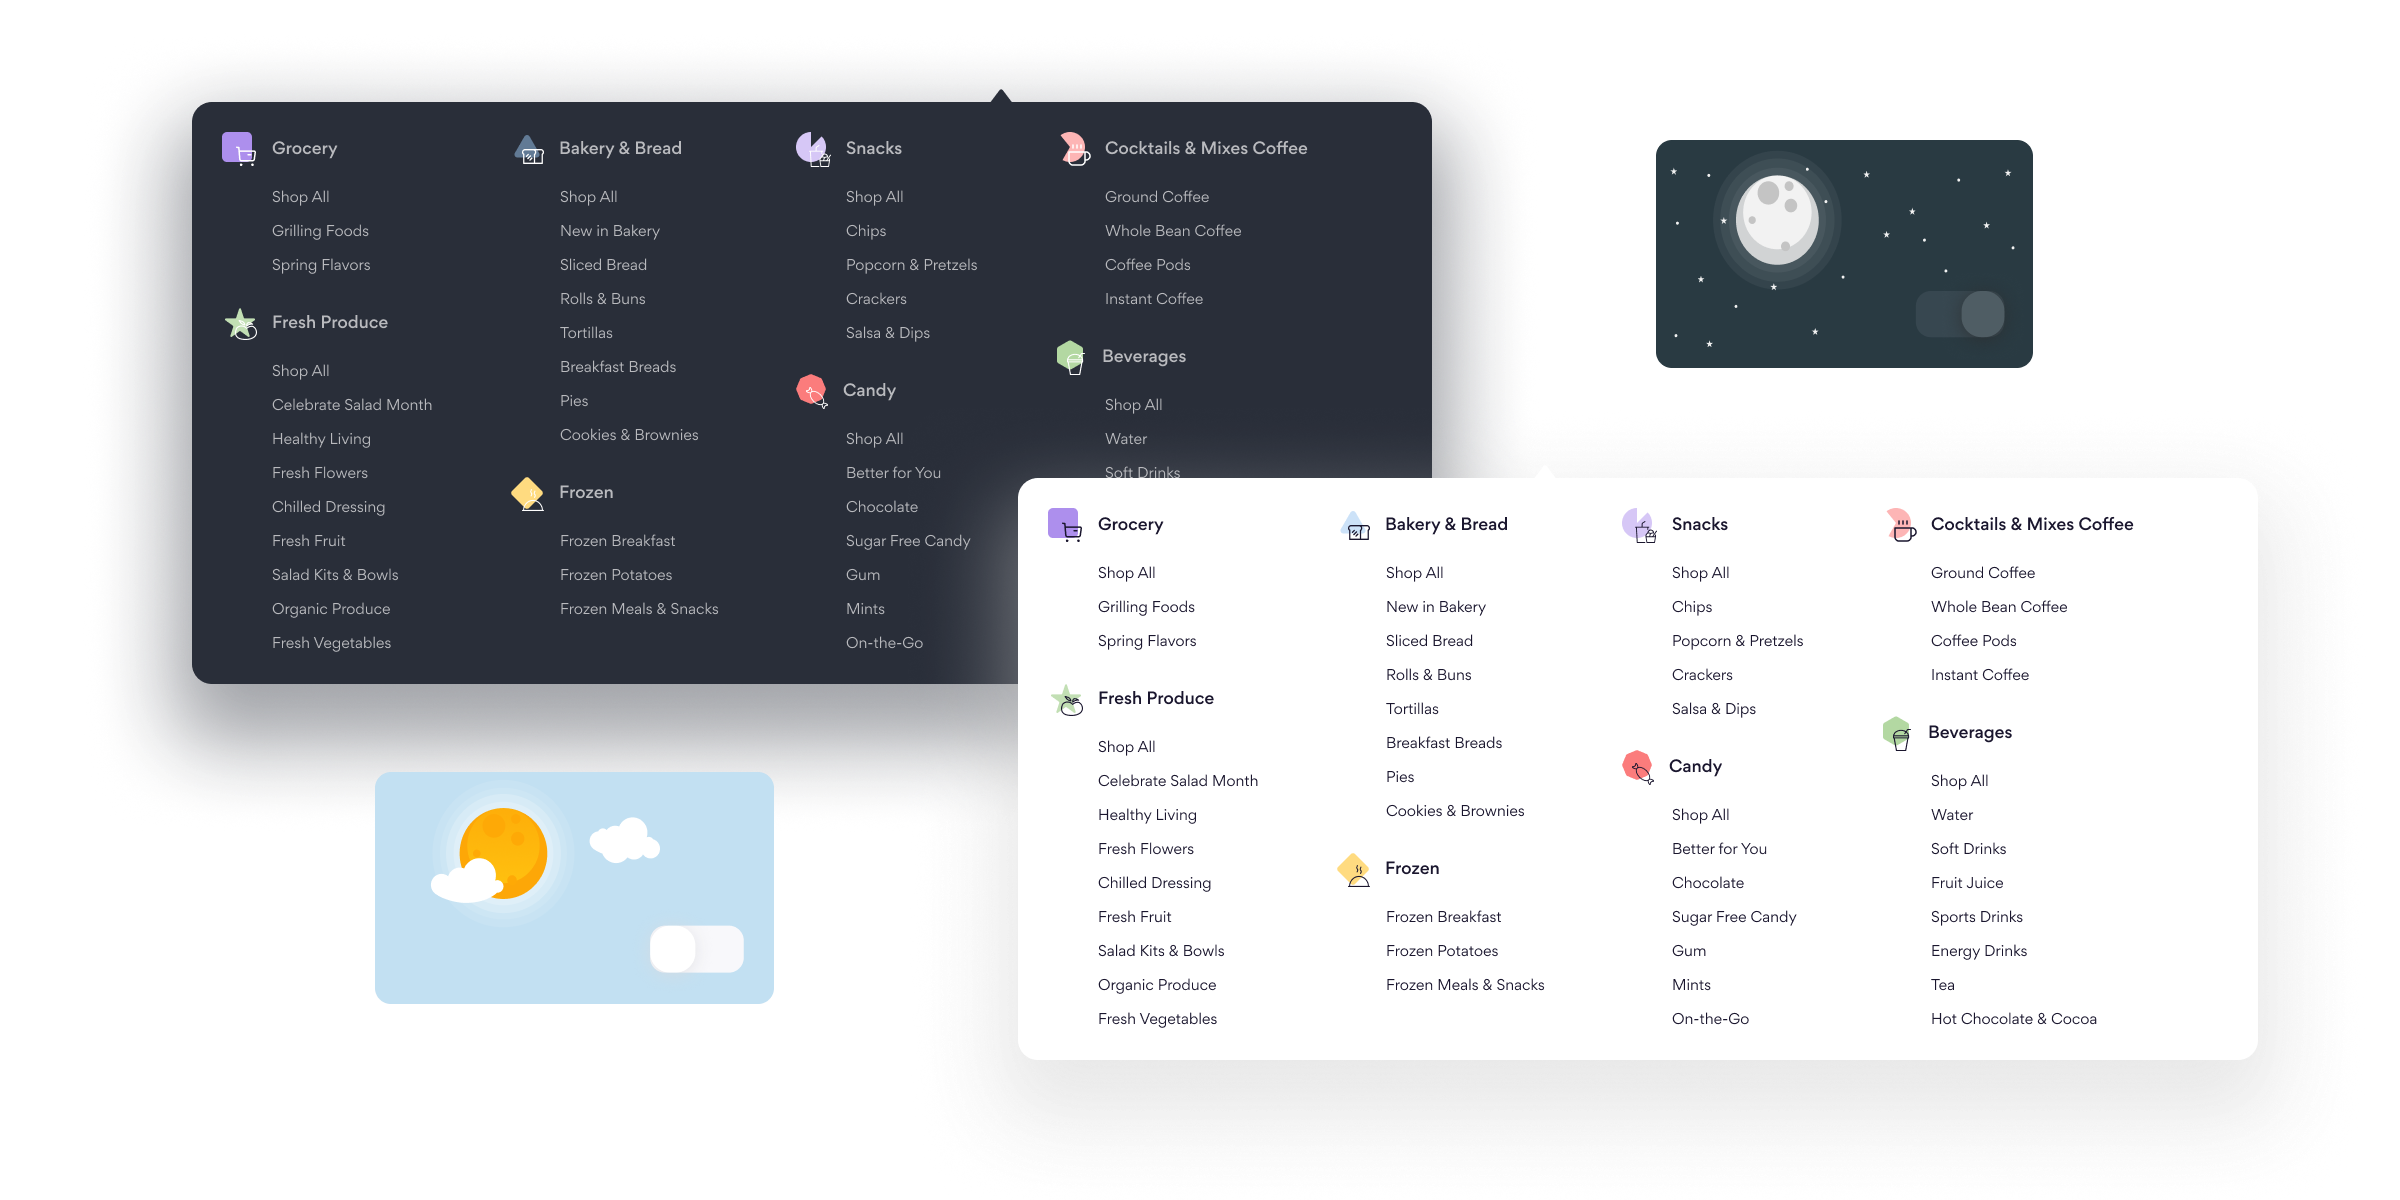 Grocery
Shop All
Grilling Foods
Spring Flavors
Fresh Produce
Shop All
Celebrate Salad Month
Healthy Living
Fresh Flowers
Chilled Dressing
Fresh Fruit
Salad Kits & Bowls
Organic Produce
Fresh Vegetables
Bakery & Bread
Shop All
New in Bakery
Sliced Bread
Rolls & Buns
Tortillas
Breakfast Breads
Pies
Cookies & Brownies
Frozen
Frozen Breakfast
Frozen Potatoes
Frozen Meals & Snacks
Snacks
Shop All
Chips
Popcorn & Pretzels
Crackers
Salsa & Dips
Candy
Shop All
Better for You
Chocolate
Sugar Free Candy
Gum
Mints
On-the-Go
Cocktails & Mixes Coffee
Ground Coffee
Whole Bean Coffee
Coffee Pods
Instant Coffee
Beverages
Shop All
Water
Soft Drinks
Grocery
Shop All
Grilling Foods
Spring Flavors
Fresh Produce
Shop All
Celebrate Salad Month
Healthy Living
Fresh Flowers
Chilled Dressing
Fresh Fruit
Salad Kits & Bowls
Organic Produce
Fresh Vegetables
Bakery & Bread
Shop All
New in Bakery
Sliced Bread
Rolls & Buns
Tortillas
Breakfast Breads
Pies
Cookies & Brownies
Frozen
Frozen Breakfast
Frozen Potatoes
Frozen Meals & Snacks
Snacks
Shop All
Chips
Popcorn & Pretzels
Crackers
Salsa & Dips
Candy
Shop All
Better for You
Chocolate
Sugar Free Candy
Gum
Mints
On-the-Go
Cocktails & Mixes Coffee
Ground Coffee
Whole Bean Coffee
Coffee Pods
Instant Coffee
Beverages
Shop All
Water
Soft Drinks
Fruit Juice
Sports Drinks
Energy Drinks
Tea
Hot Chocolate & Cocoa